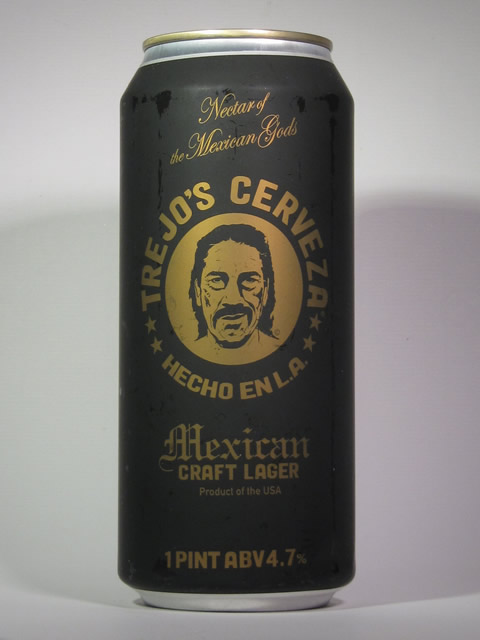 Nectar of
the Mexican Gods
TREJO'S CERVEZA
HECHO EN L.A.
Mexican
CRAFT LAGER
Product of the USA
1 PINT ABV 4.7%